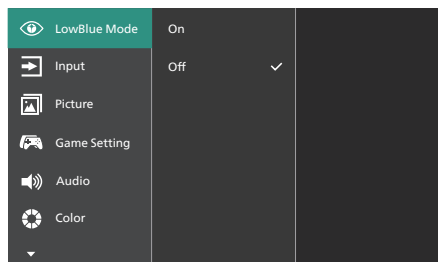 LowBlue Mode
On
Input
Off
Picture
Game Setting
Audio
Color